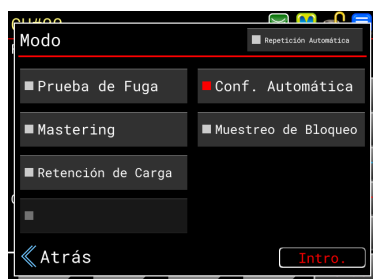 Modo
Repetición Automática
Prueba de Fuga
Conf. Automática
Mastering
Muestreo de Bloqueo
Retención de Carga
Atrás
Intro.